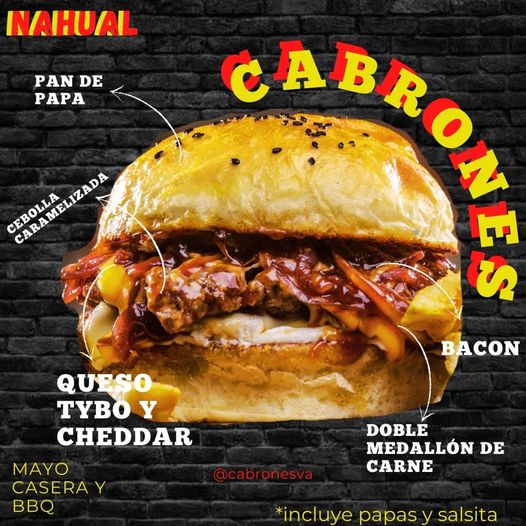 NAHUAL
CABRONES
PAN DE
PAPA
CEBOLLA
CARAMELIZADA
BACON
QUESO
TYBO Y
CHEDDAR
DOBLE
MEDALLÓN DE
CARNE
MAYO
CASERA Y
BBQ
@cabronesva
*incluye papas y salsita